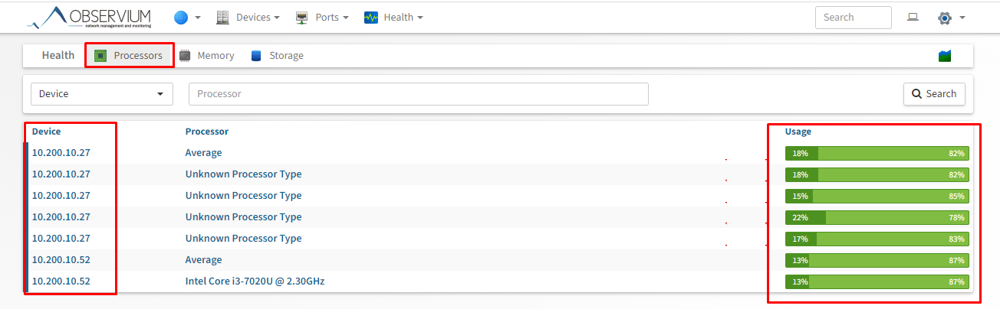 OBSERVIUM
network management and monitoring
Devices Ports Health Search
Health Processors Memory Storage
Device Processor Search
Device Processor Usage
10.200.10.27 Average 18% 82%
10.200.10.27 Unknown Processor Type 18% 82%
10.200.10.27 Unknown Processor Type 15% 85%
10.200.10.27 Unknown Processor Type 22% 78%
10.200.10.27 Unknown Processor Type 17% 83%
10.200.10.52 Average 13% 87%
10.200.10.52 Intel Core i3-7020U @ 2.30GHz 13% 87%